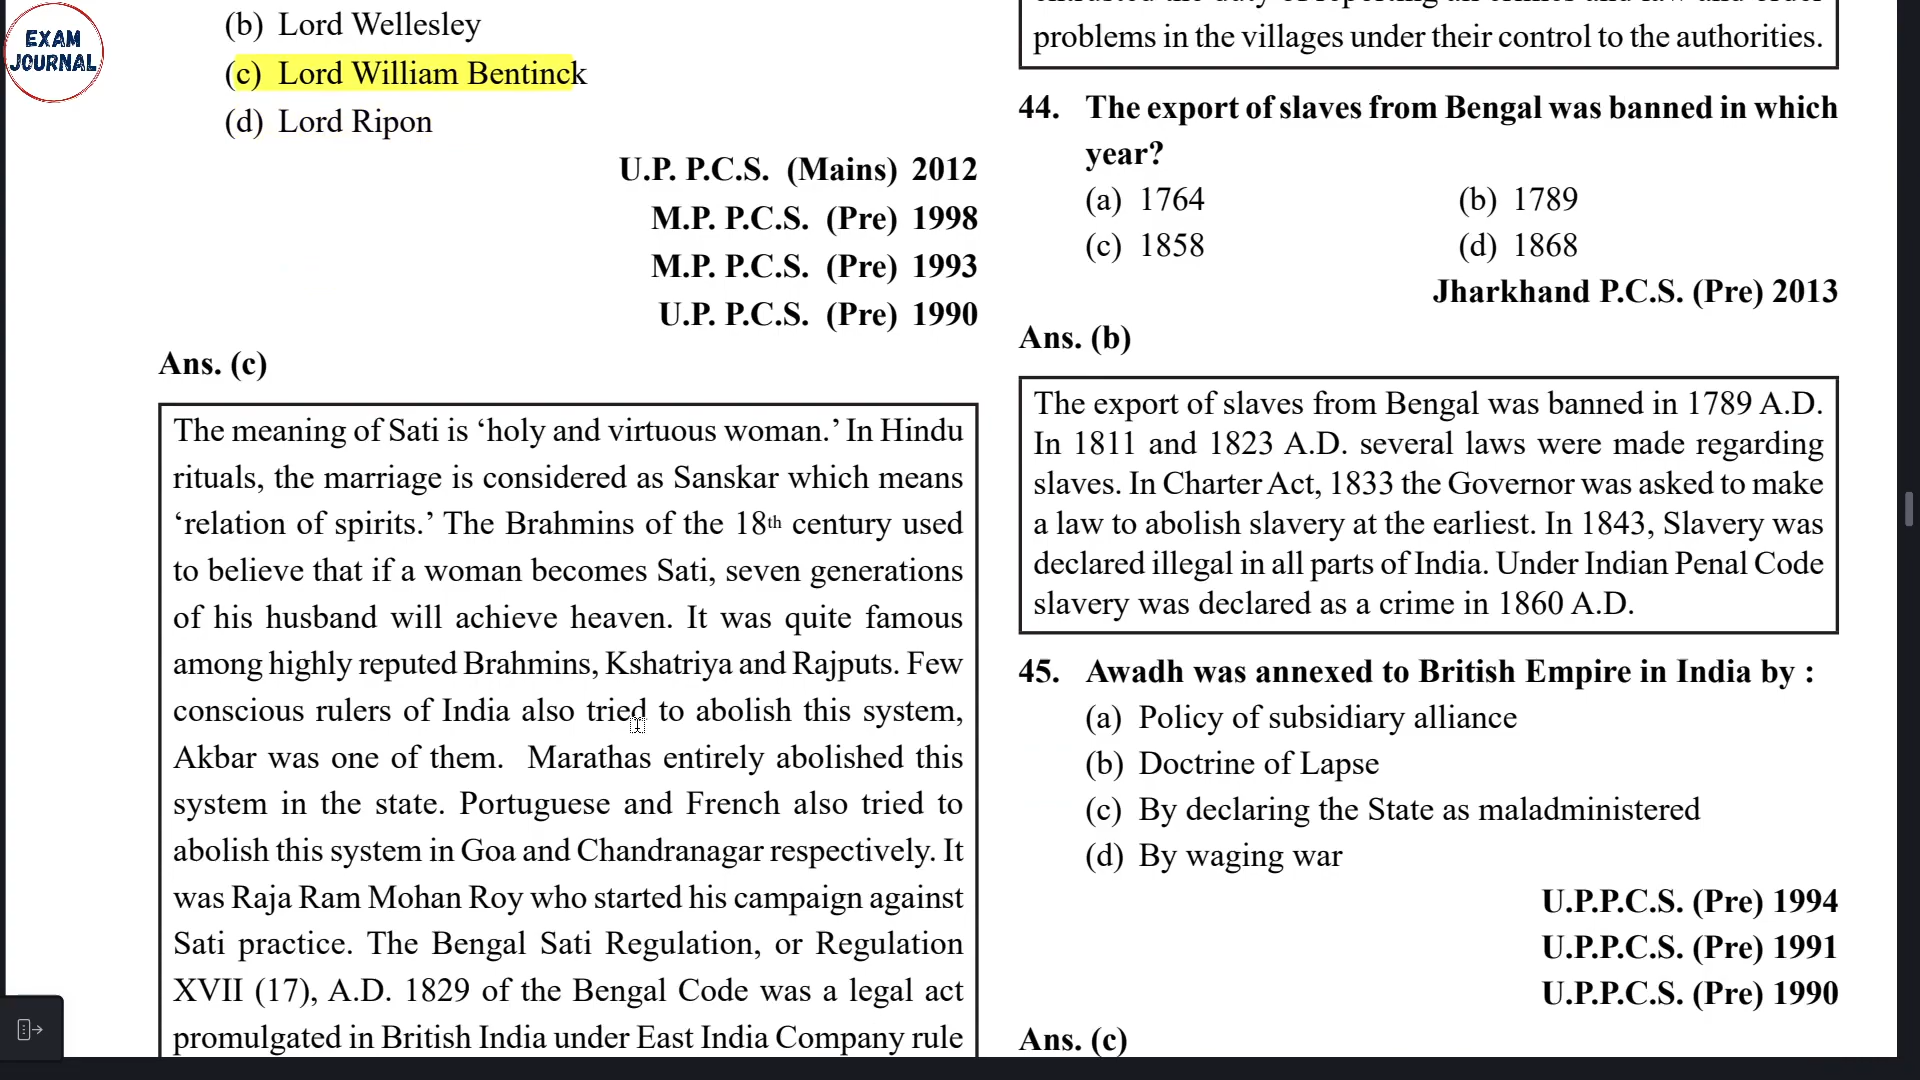 EXAM
JOURNAL
(b) Lord Wellesley
(c) Lord William Bentinck
(d) Lord Ripon
U.P. P.C.S. (Mains) 2012
M.P. P.C.S. (Pre) 1998
M.P. P.C.S. (Pre) 1993
U.P. P.C.S. (Pre) 1990
Ans. (c)
The meaning of Sati is ‘holy and virtuous woman.’ In Hindu
rituals, the marriage is considered as Sanskar which means
‘relation of spirits.’ The Brahmins of the 18th century used
to believe that if a woman becomes Sati, seven generations
of his husband will achieve heaven. It was quite famous
among highly reputed Brahmins, Kshatriya and Rajputs. Few
conscious rulers of India also tried to abolish this system,
Akbar was one of them. Marathas entirely abolished this
system in the state. Portuguese and French also tried to
abolish this system in Goa and Chandranagar respectively. It
was Raja Ram Mohan Roy who started his campaign against
Sati practice. The Bengal Sati Regulation, or Regulation
XVII (17), A.D. 1829 of the Bengal Code was a legal act
promulgated in British India under East India Company rule
problems in the villages under their control to the authorities.
44. The export of slaves from Bengal was banned in which
year?
(a) 1764 (b) 1789
(c) 1858 (d) 1868
Jharkhand P.C.S. (Pre) 2013
Ans. (b)
The export of slaves from Bengal was banned in 1789 A.D.
In 1811 and 1823 A.D. several laws were made regarding
slaves. In Charter Act, 1833 the Governor was asked to make
a law to abolish slavery at the earliest. In 1843, Slavery was
declared illegal in all parts of India. Under Indian Penal Code
slavery was declared as a crime in 1860 A.D.
45. Awadh was annexed to British Empire in India by :
(a) Policy of subsidiary alliance
(b) Doctrine of Lapse
(c) By declaring the State as maladministered
(d) By waging war
U.P.P.C.S. (Pre) 1994
U.P.P.C.S. (Pre) 1991
U.P.P.C.S. (Pre) 1990
Ans. (c)